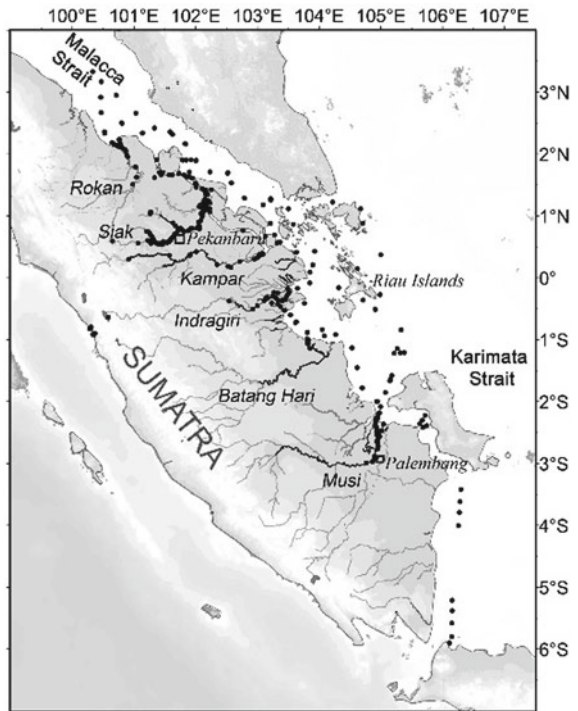 100°E 101°E 102°E 103°E 104°E 105°E 106°E 107°E
Malacca
Strait
3°N
2°N
Rokan
1°N
Siak
Pekanbaru
Kampar
0°
Riau Islands
Indragiri
1°S
Karimata
Strait
SUMATRA
Batang Hari
2°S
Palembang
3°S
Musi
4°S
5°S
6°S